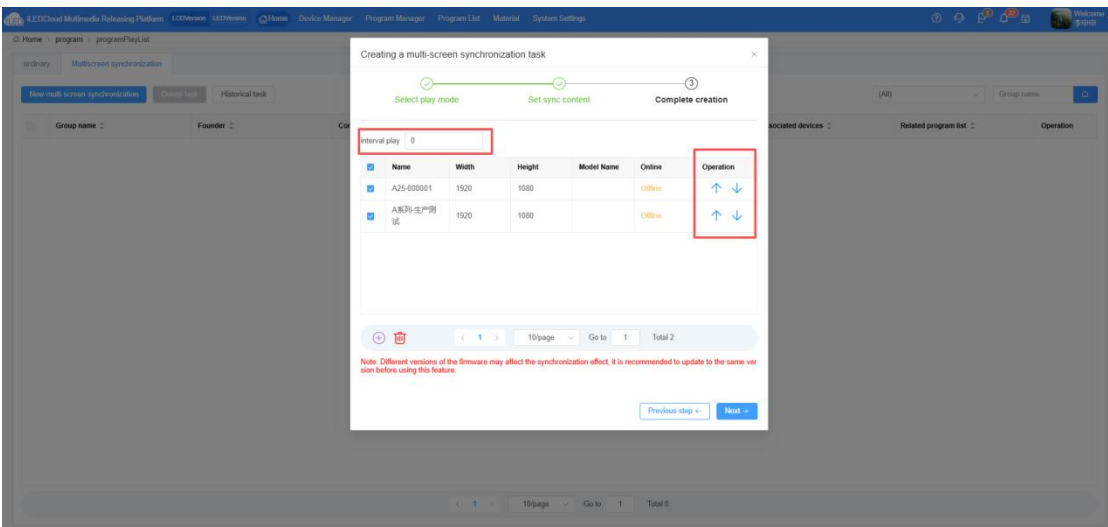 iLEDCloud Multimedia Releasing Platform LCDVersion LEDVersion Home Device Manager Program Manager Program List Material System Settings Welcome
Home > program > programPlayList
ordinary Multiscreen synchronization
New multi screen synchronization Delete task Historical task (All) Group name
Group name Founder Cor sociated devices Related program list Operation
Creating a multi-screen synchronization task
3
Select play mode Set sync content Complete creation
Interval play 0
Name Width Height Model Name Online Operation
A25-000001 1920 1080 Offline
A系列-生产测 1920 1080 Offline
试
1 10/page Go to 1 Total 2
Note: Different versions of the firmware may affect the synchronization effect, it is recommended to update to the same ver
sion before using this feature.
Previous step ← Next →
1 10/page Go to 1 Total 0